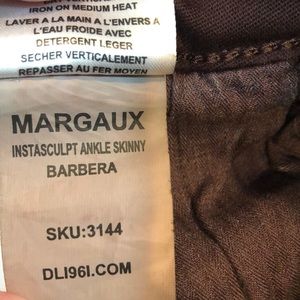 IRON ON MEDIUM HEAT
LAVER A LA MAIN A L'ENVERS A
L'EAU FROIDE AVEC
DETERGENT LEGER
SECHER VERTICALEMENT
REPASSER AU FER MOYEN
MARGAUX
INSTASCULPT ANKLE SKINNY
BARBERA
SKU:3144
DL1961.COM